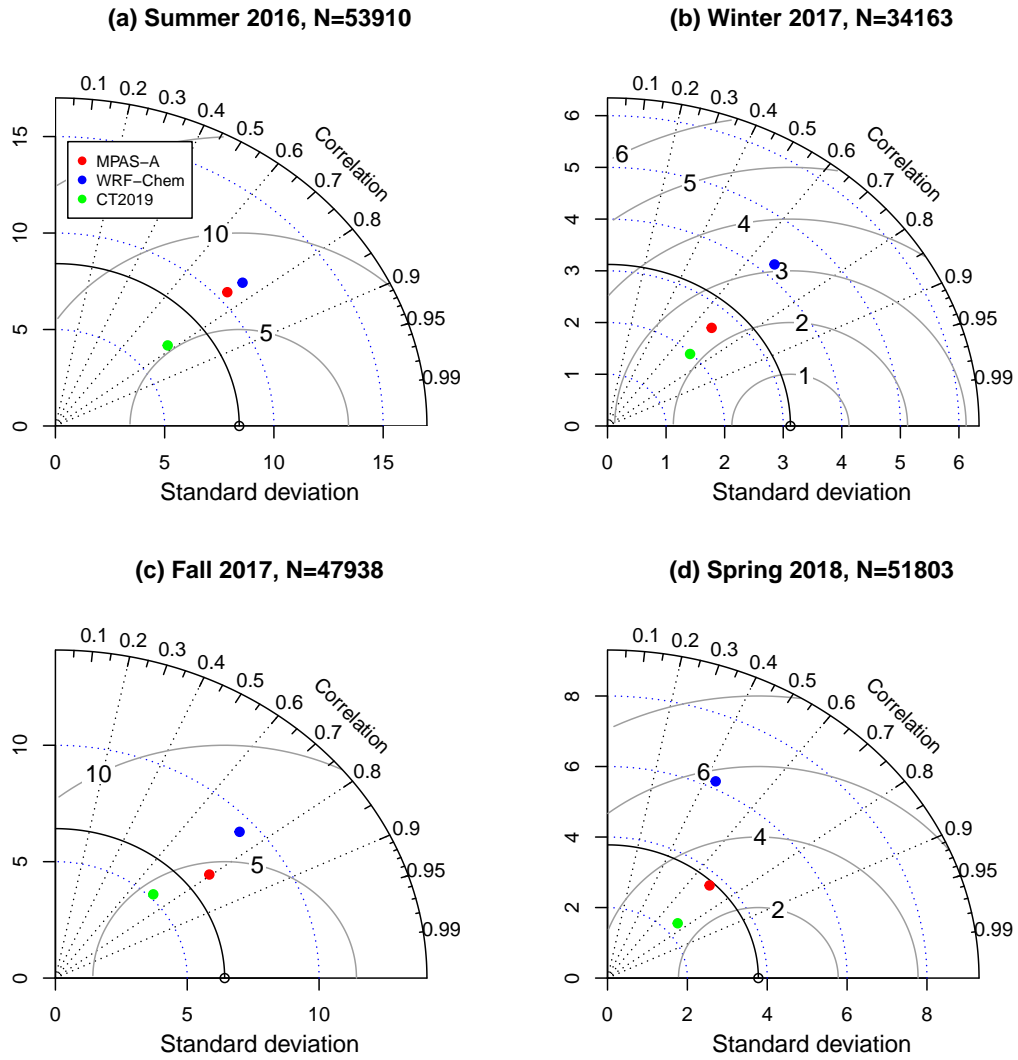 (a) Summer 2016, N=53910
0.1 0.2 0.3 0.4 0.5 0.6 0.7 0.8 0.9 0.95 0.99
Correlation
15
10
5
0
MPAS-A
WRF-Chem
CT2019
10
5
0 5 10 15
Standard deviation
(b) Winter 2017, N=34163
0.1 0.2 0.3 0.4 0.5 0.6 0.7 0.8 0.9 0.95 0.99
Correlation
6
5
4
3
2
1
0
6
5
4
3
2
1
0 1 2 3 4 5 6
Standard deviation
(c) Fall 2017, N=47938
0.1 0.2 0.3 0.4 0.5 0.6 0.7 0.8 0.9 0.95 0.99
Correlation
10
5
0
10
5
0 5 10
Standard deviation
(d) Spring 2018, N=51803
0.1 0.2 0.3 0.4 0.5 0.6 0.7 0.8 0.9 0.95 0.99
Correlation
8
6
4
2
0
6
4
2
0 2 4 6 8
Standard deviation